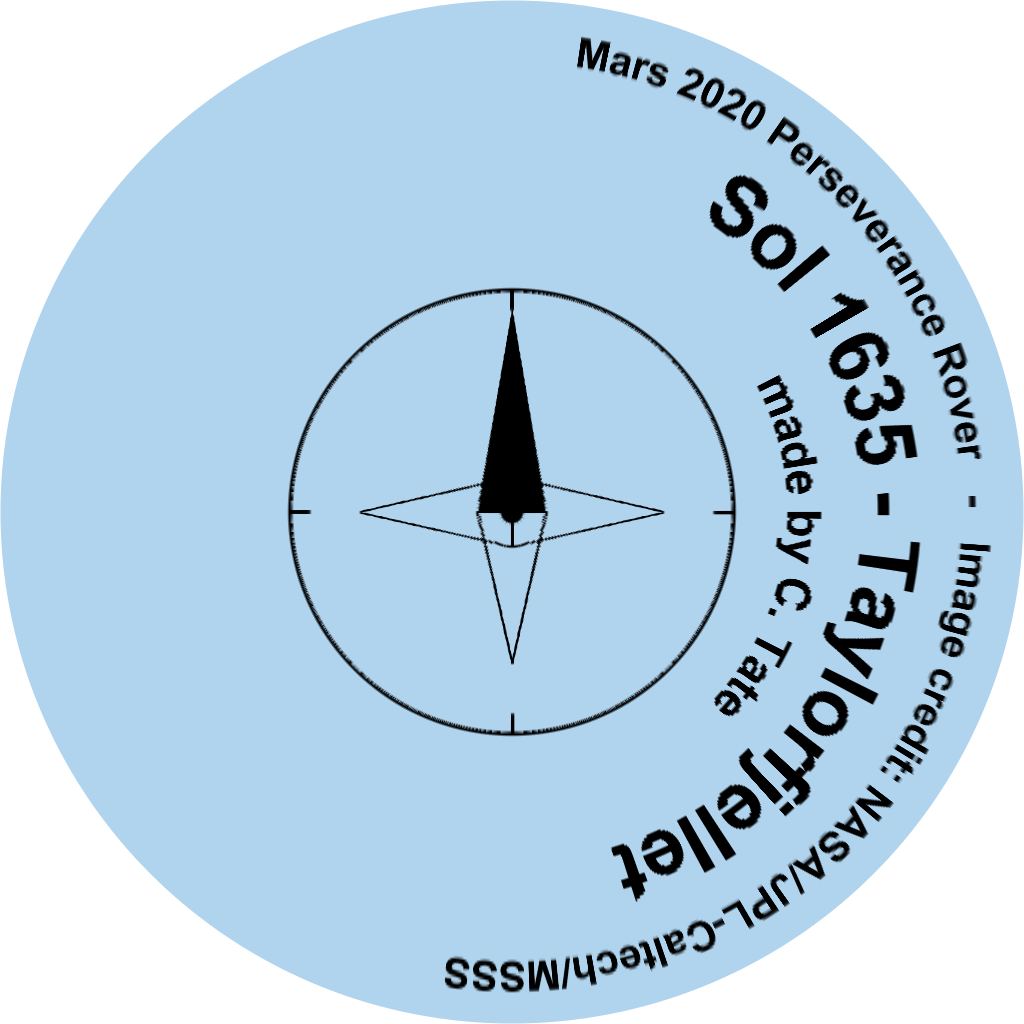 Mars 2020 Perseverance Rover - Image credit: NASA/JPL-Caltech/MSSS
Sol 1635 - Taylorfjellet
made by C. Tate